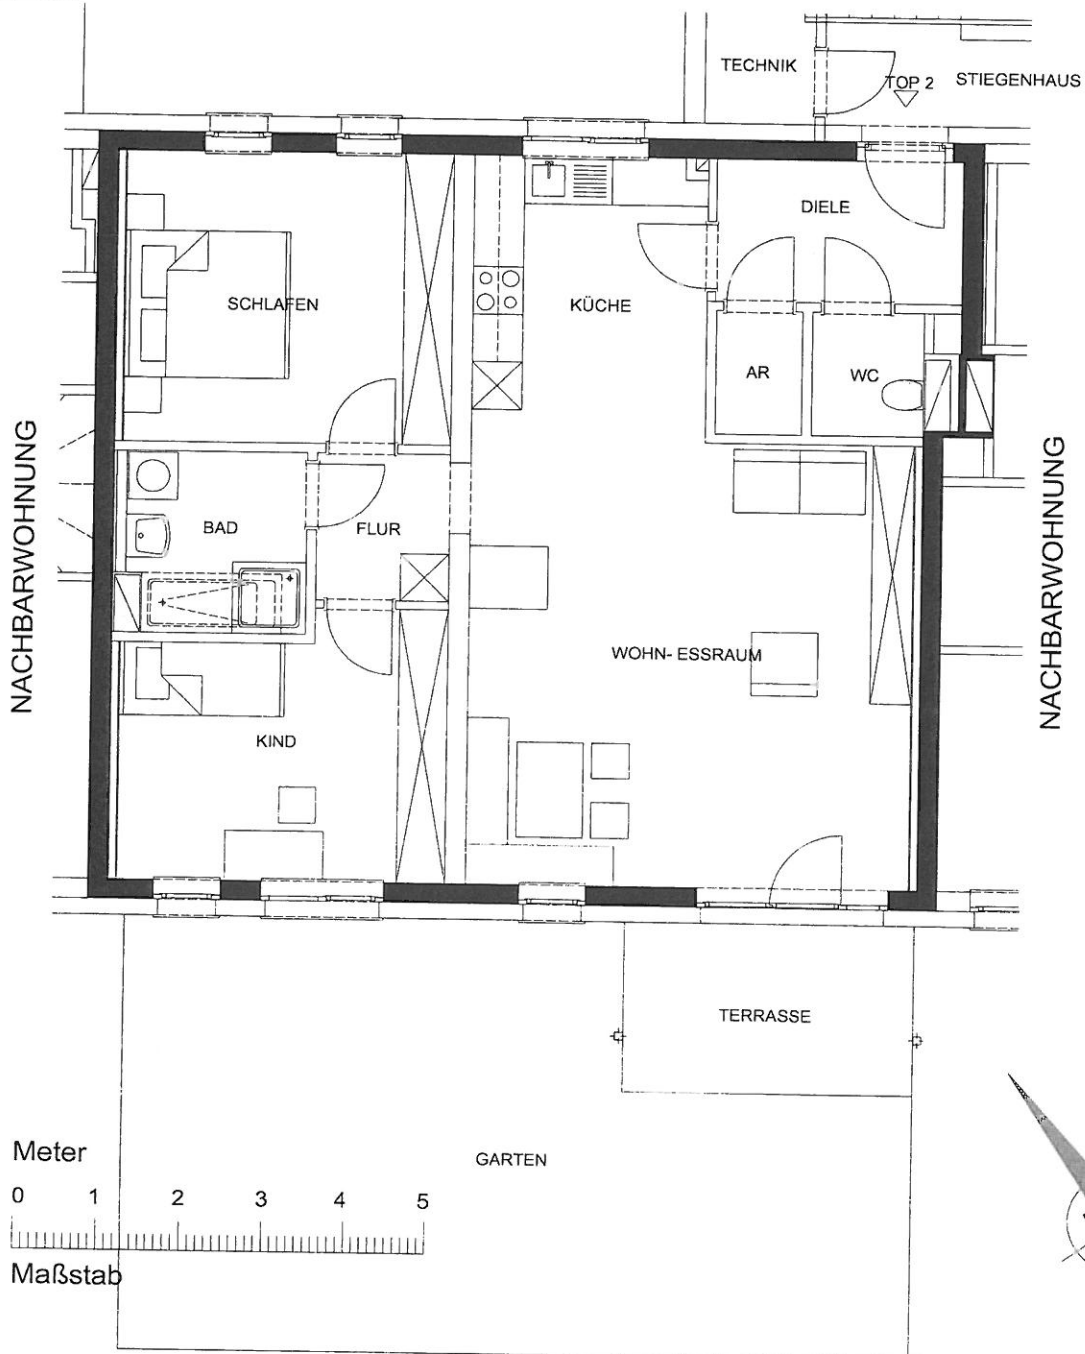 TECHNIK
TOP 2
STIEGENHAUS
DIELE
SCHLAFEN
KÜCHE
AR
WC
NACHBARWOHNUNG
NACHBARWOHNUNG
BAD
FLUR
WOHN- ESSRAUM
KIND
TERRASSE
GARTEN
Meter
0 1 2 3 4 5
Maßstab